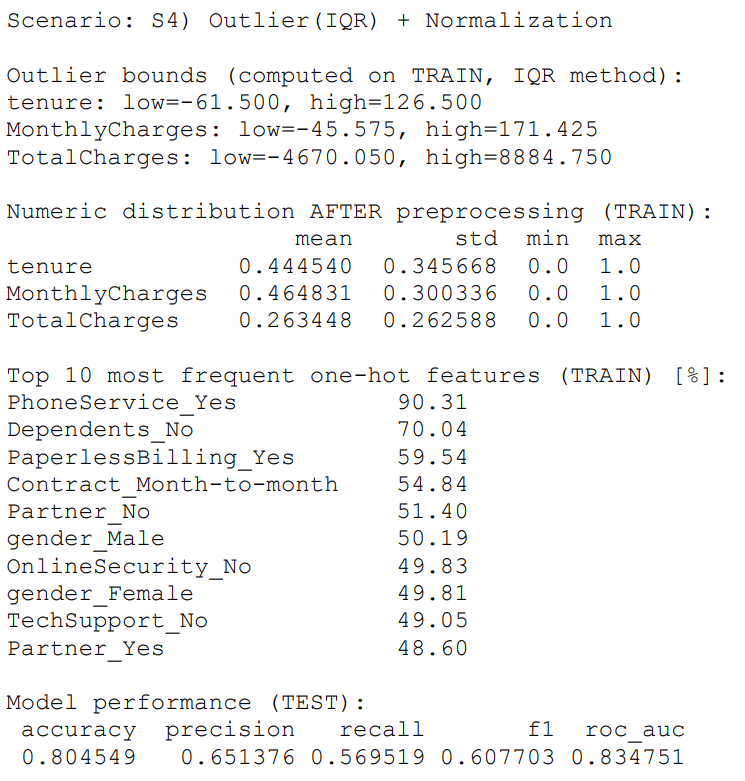 Scenario: S4) Outlier(IQR) + Normalization
Outlier bounds (computed on TRAIN, IQR method):
tenure: low=-61.500, high=126.500
MonthlyCharges: low=-45.575, high=171.425
TotalCharges: low=-4670.050, high=8884.750
Numeric distribution AFTER preprocessing (TRAIN):
mean std min max
tenure 0.444540 0.345668 0.0 1.0
MonthlyCharges 0.464831 0.300336 0.0 1.0
TotalCharges 0.263448 0.262588 0.0 1.0
Top 10 most frequent one-hot features (TRAIN) [%]:
PhoneService_Yes 90.31
Dependents_No 70.04
PaperlessBilling_Yes 59.54
Contract_Month-to-month 54.84
Partner_No 51.40
gender_Male 50.19
OnlineSecurity_No 49.83
gender_Female 49.81
TechSupport_No 49.05
Partner_Yes 48.60
Model performance (TEST):
accuracy precision recall f1 roc_auc
0.804549 0.651376 0.569519 0.607703 0.834751